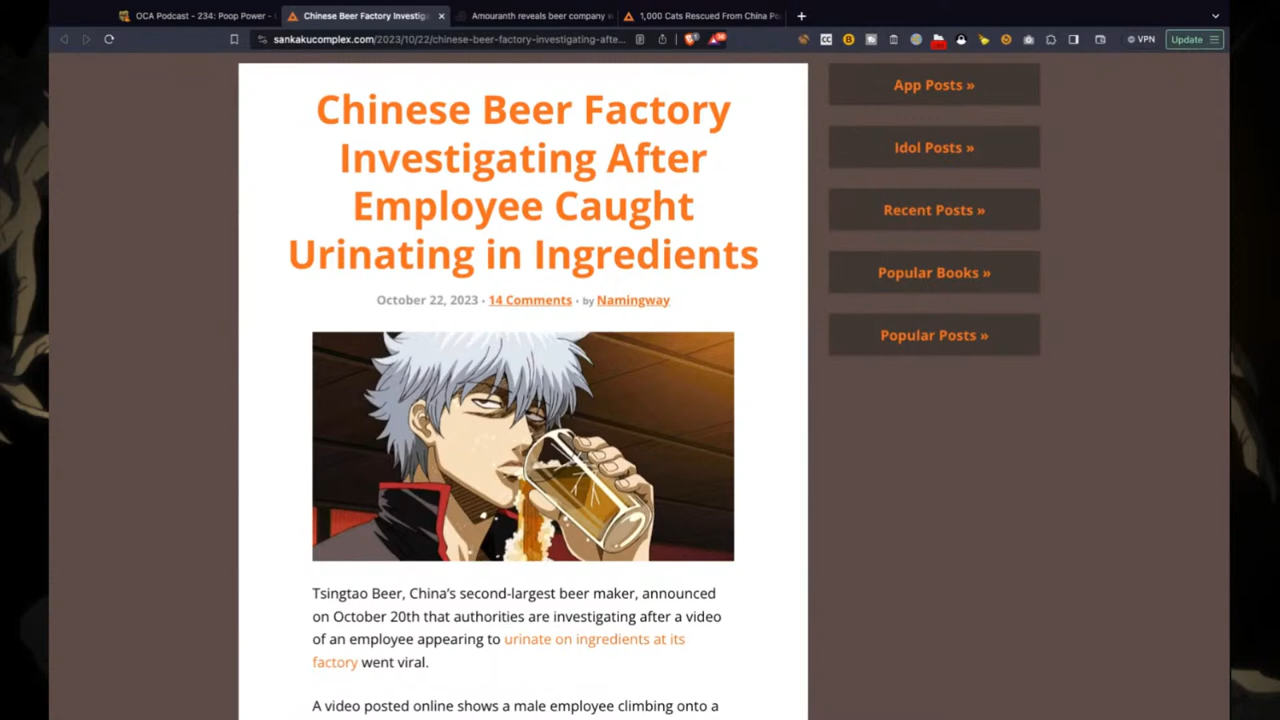 OCA Podcast - 234: Poop Power -
Chinese Beer Factory Investig
Amouranth reveals beer company
1,000 Cats Rescued From China Po
sankakucomplex.com/2023/10/22/chinese-beer-factory-investigating-afte...
CC
B
VPN
Update
Chinese Beer Factory
Investigating After
Employee Caught
Urinating in Ingredients
October 22, 2023 · 14 Comments · by Namingway
App Posts »
Idol Posts »
Recent Posts »
Popular Books »
Popular Posts »
Tsingtao Beer, China's second-largest beer maker, announced
on October 20th that authorities are investigating after a video
of an employee appearing to urinate on ingredients at its
factory went viral.
A video posted online shows a male employee climbing onto a